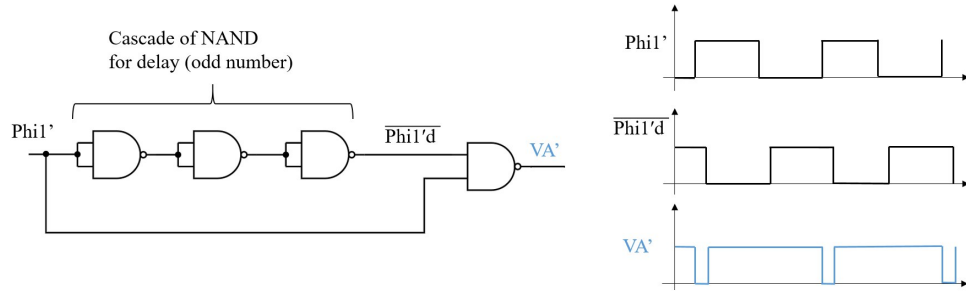 Cascade of NAND
for delay (odd number)
Phi1’
Phi1'd
VA’
Phi1’
Phi1'd
VA’